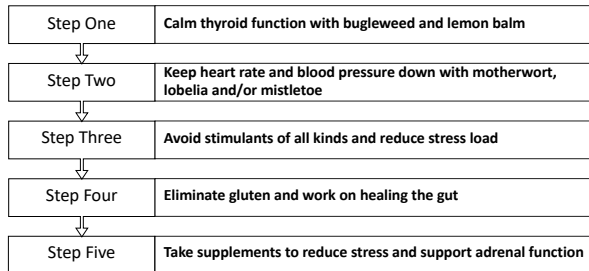 Step One
Calm thyroid function with bugleweed and lemon balm
Step Two
Keep heart rate and blood pressure down with motherwort,
lobelia and/or mistletoe
Step Three
Avoid stimulants of all kinds and reduce stress load
Step Four
Eliminate gluten and work on healing the gut
Step Five
Take supplements to reduce stress and support adrenal function